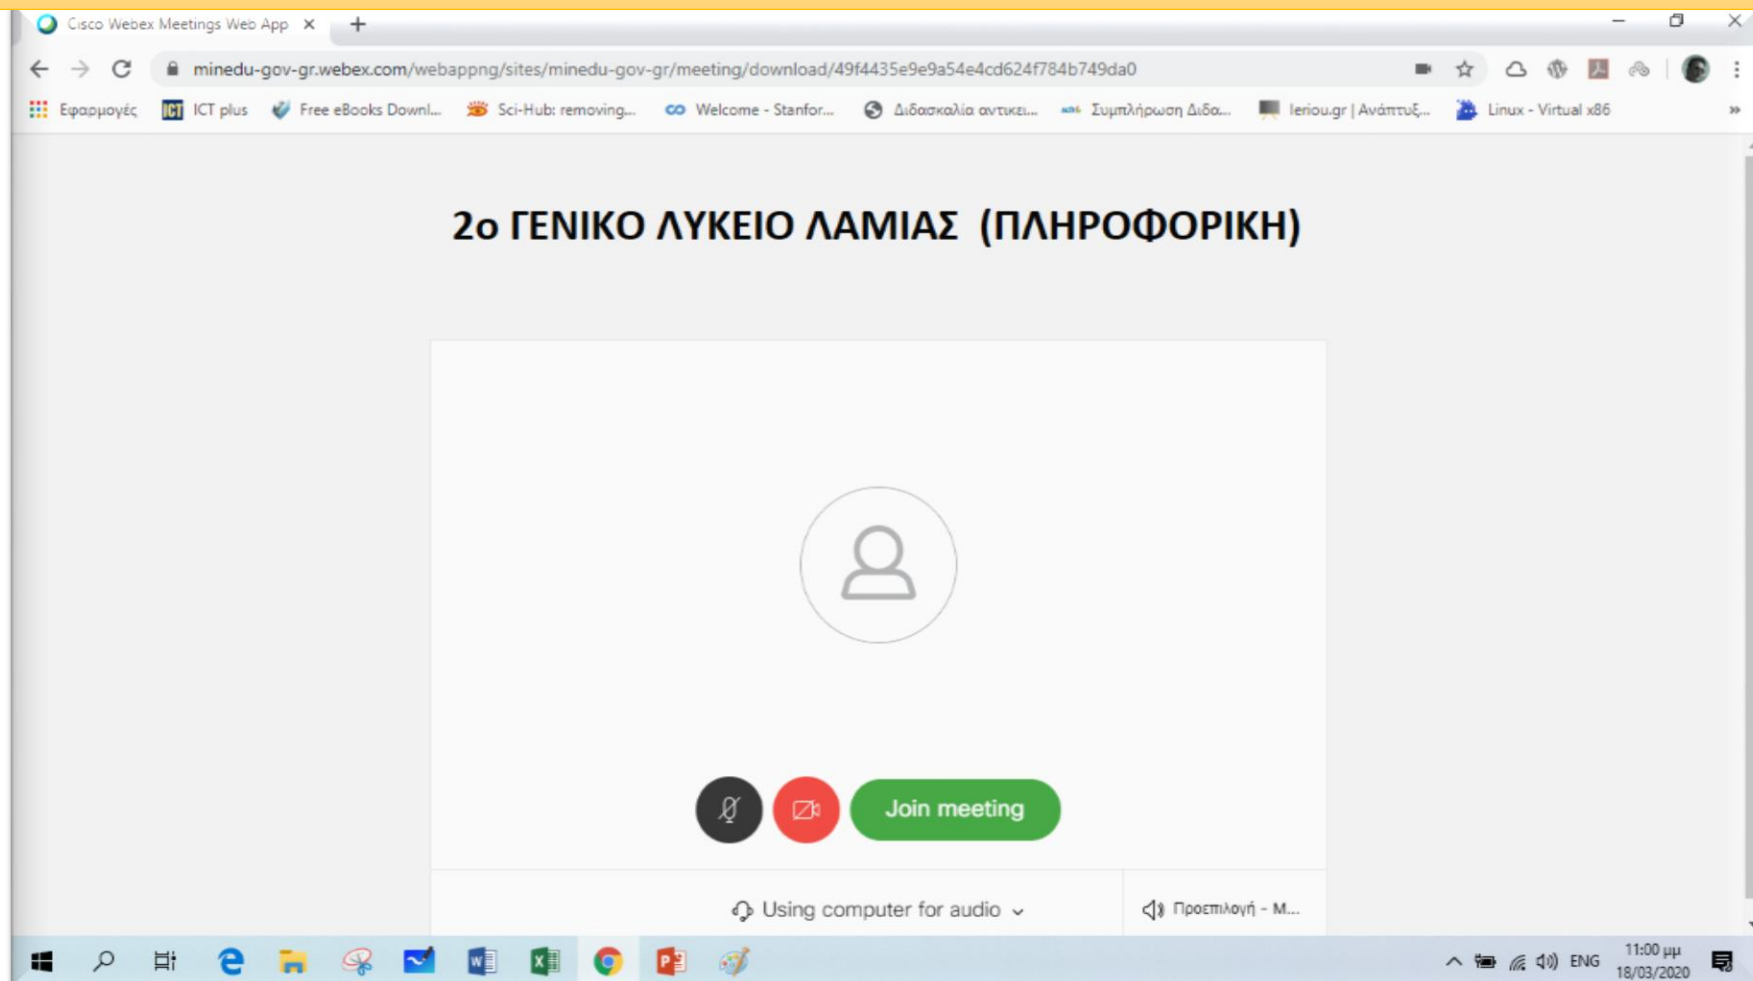 Cisco Webex Meetings Web App
minedu-gov-gr.webex.com/webappng/sites/minedu-gov-gr/meeting/download/49f4435e9e9a54e4cd624f784b749da0
Εφαρμογές ICT ICT plus Free eBooks Downl... Sci-Hub: removing... Welcome - Stanfor... Διδασκαλία αντικει... Συμπλήρωση Διδα... Ieriou.gr | Ανάπτυξ... Linux - Virtual x86
2ο ΓΕΝΙΚΟ ΛΥΚΕΙΟ ΛΑΜΙΑΣ (ΠΛΗΡΟΦΟΡΙΚΗ)
Join meeting
Using computer for audio Προεπιλογή - M...
ENG 11:00 μμ
18/03/2020